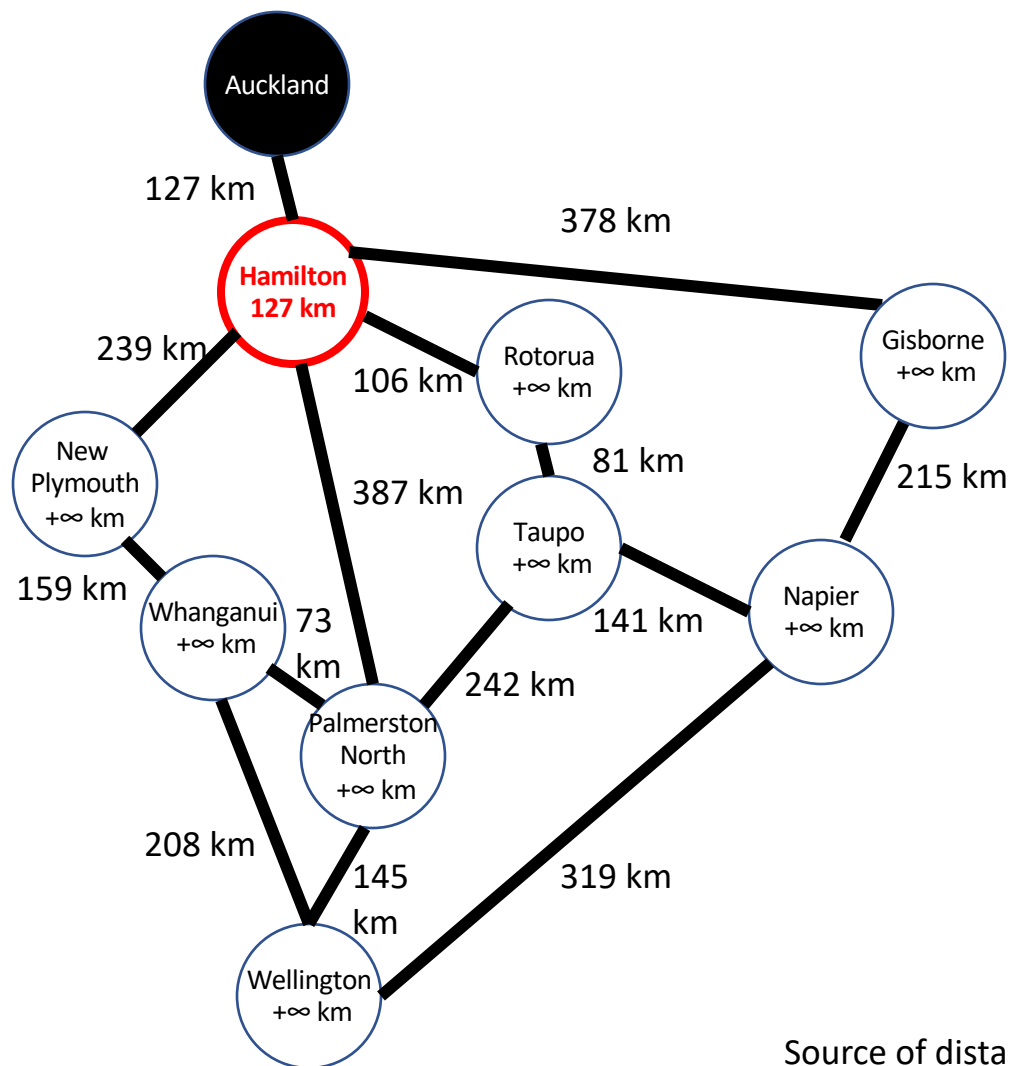 Auckland
127 km
378 km
Hamilton
127 km
Gisborne
+∞ km
239 km
Rotorua
+∞ km
106 km
New
Plymouth
+∞ km
81 km
215 km
387 km
Taupo
+∞ km
159 km
Whanganui
+∞ km
73
km
141 km
Napier
+∞ km
242 km
Palmerston
North
+∞ km
208 km
145
km
319 km
Wellington
+∞ km
Source of dista